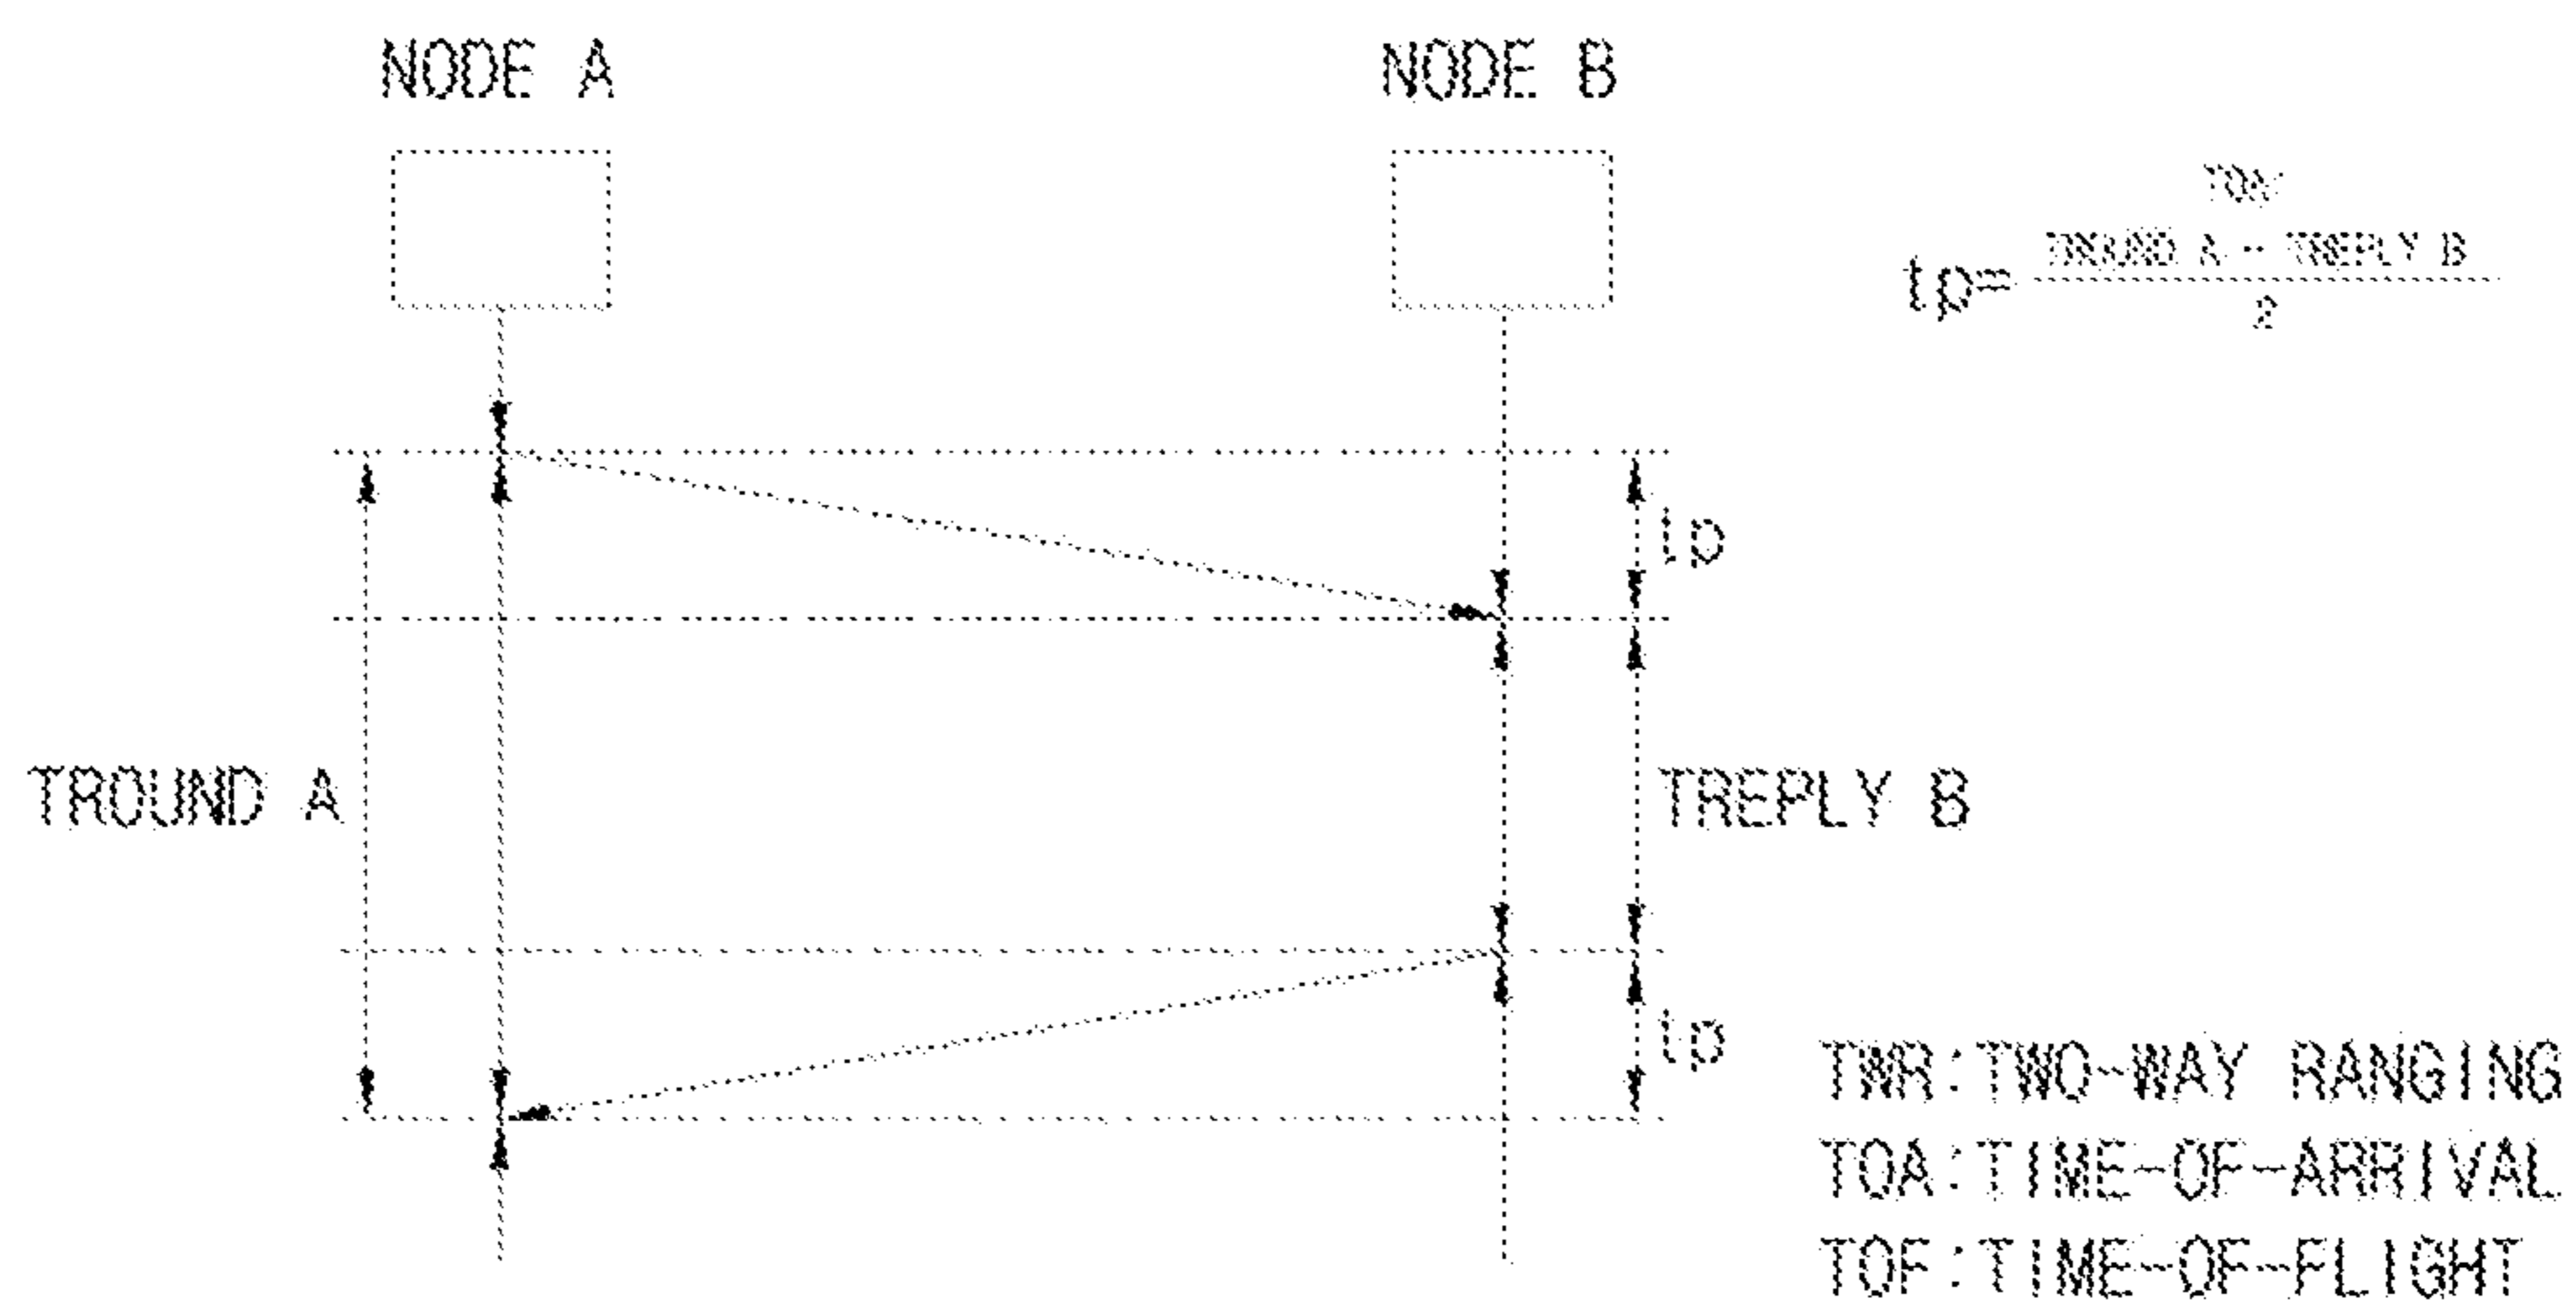 NODE A
NODE B
TOA:
tp= TROUND A - TREPLY B
2
tp
TROUND A
TREPLY B
tp
TWR:TWO-WAY RANGING
TOA:TIME-OF-ARRIVAL
TOF:TIME-OF-FLIGHT